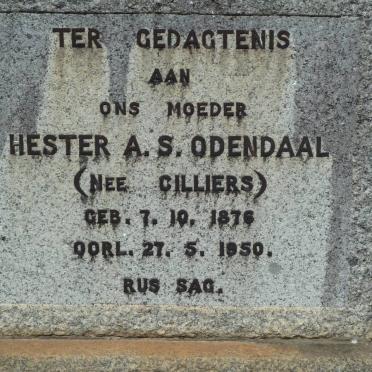 TER GEDAGTENIS
AAN
ONS MOEDER
HESTER A. S. ODENDAAL
(NEE CILLIERS)
GEB. 7. 10. 1876
OORL. 27. 5. 1950.
RUS SAG.